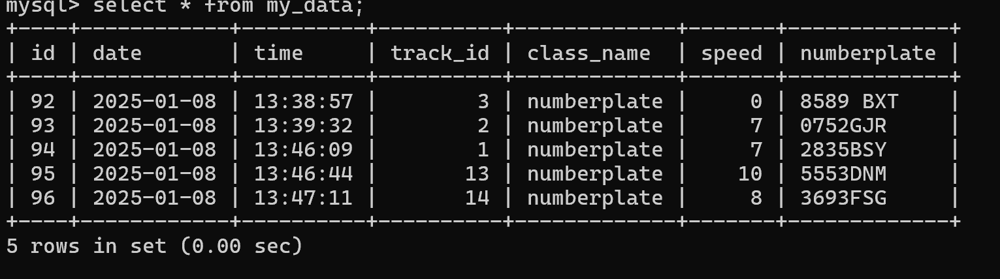 mysql> select * from my_data;
+----+------------+----------+----------+-------------+-------+-------------+
| id | date       | time     | track_id | class_name  | speed | numberplate |
+----+------------+----------+----------+-------------+-------+-------------+
| 92 | 2025-01-08 | 13:38:57 |        3 | numberplate |     0 | 8589 BXT    |
| 93 | 2025-01-08 | 13:39:32 |        2 | numberplate |     7 | 0752GJR     |
| 94 | 2025-01-08 | 13:46:09 |        1 | numberplate |     7 | 2835BSY     |
| 95 | 2025-01-08 | 13:46:44 |       13 | numberplate |    10 | 5553DNM     |
| 96 | 2025-01-08 | 13:47:11 |       14 | numberplate |     8 | 3693FSG     |
+----+------------+----------+----------+-------------+-------+-------------+
5 rows in set (0.00 sec)